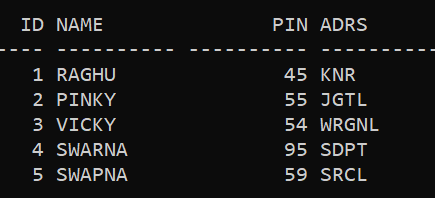 ID NAME PIN ADRS
---- ---------- ---------- ----------
1 RAGHU 45 KNR
2 PINKY 55 JGTL
3 VICKY 54 WRGNL
4 SWARNA 95 SDPT
5 SWAPNA 59 SRCL